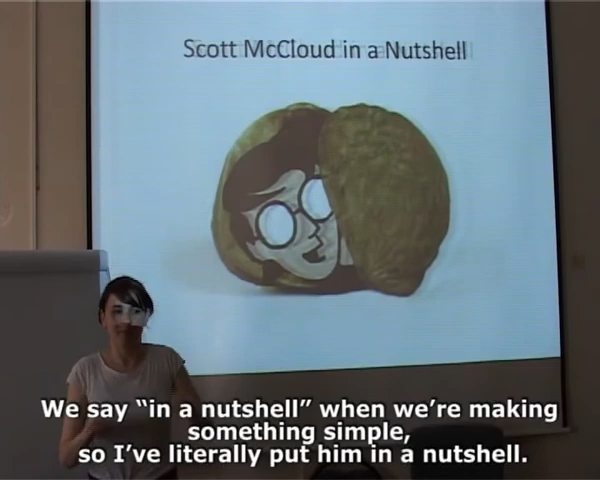 Scott McCloud in a Nutshell
We say “in a nutshell” when we’re making
something simple,
so I’ve literally put him in a nutshell.